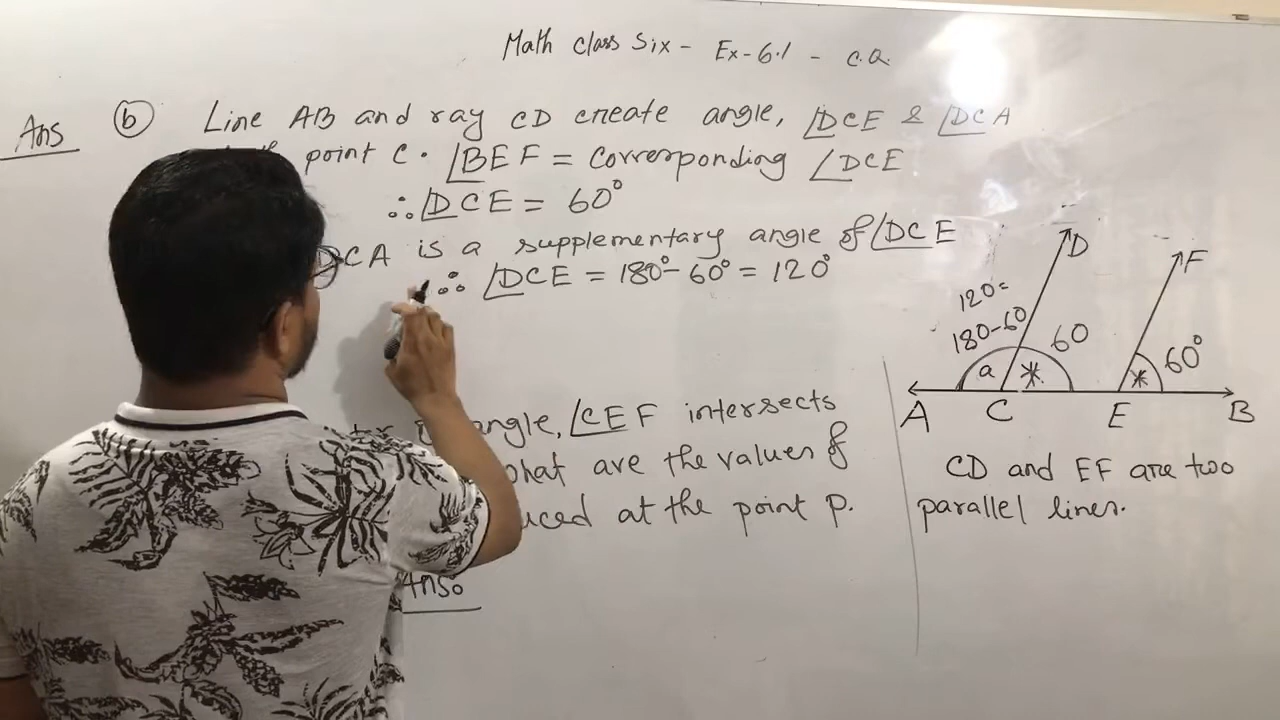 Math class Six - Ex-6.1 - C.Q.
Ans
ⓑ Line AB and ray CD create angle, ∠DCE & ∠DCA
point C. ∠BEF = Corresponding ∠DCE
∴ ∠DCE = 60°
DCA is a supplementary angle of ∠DCE
∴ ∠DCE = 180° - 60° = 120°
angle, ∠CEF intersects
what are the values of
at the point P.
Ans:
D
F
120=
180-60
60
60°
a
*
*
A
C
E
B
CD and EF are two
parallel lines.